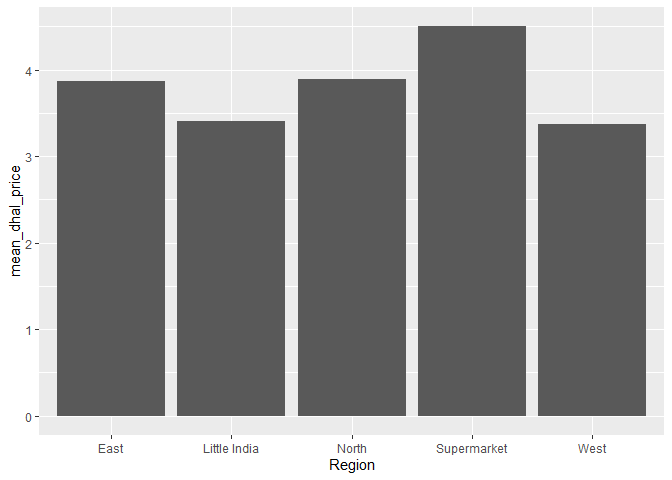 mean_dhal_price
4
3
2
1
0
East
Little India
North
Supermarket
West
Region